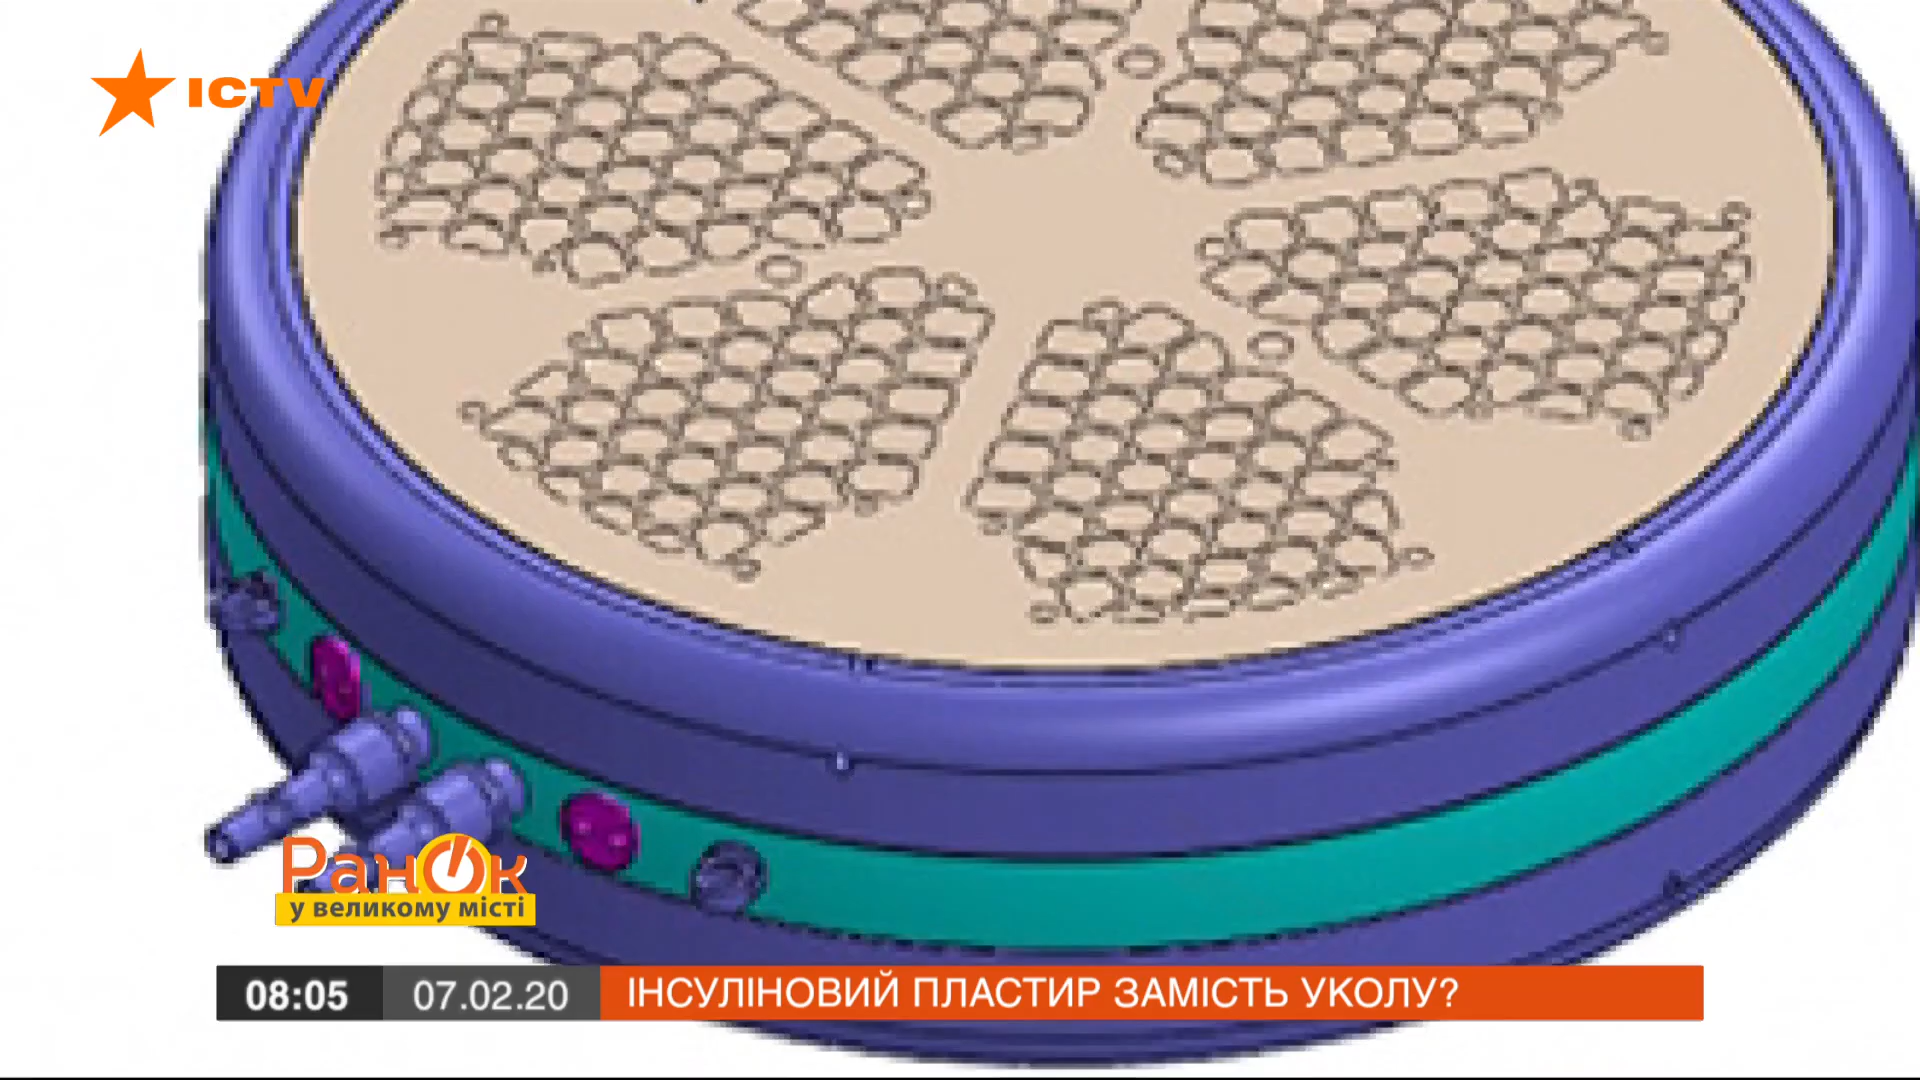 ICTV
Ранок
у великому місті
08:05 07.02.20 ІНСУЛІНОВИЙ ПЛАСТИР ЗАМІСТЬ УКОЛУ?